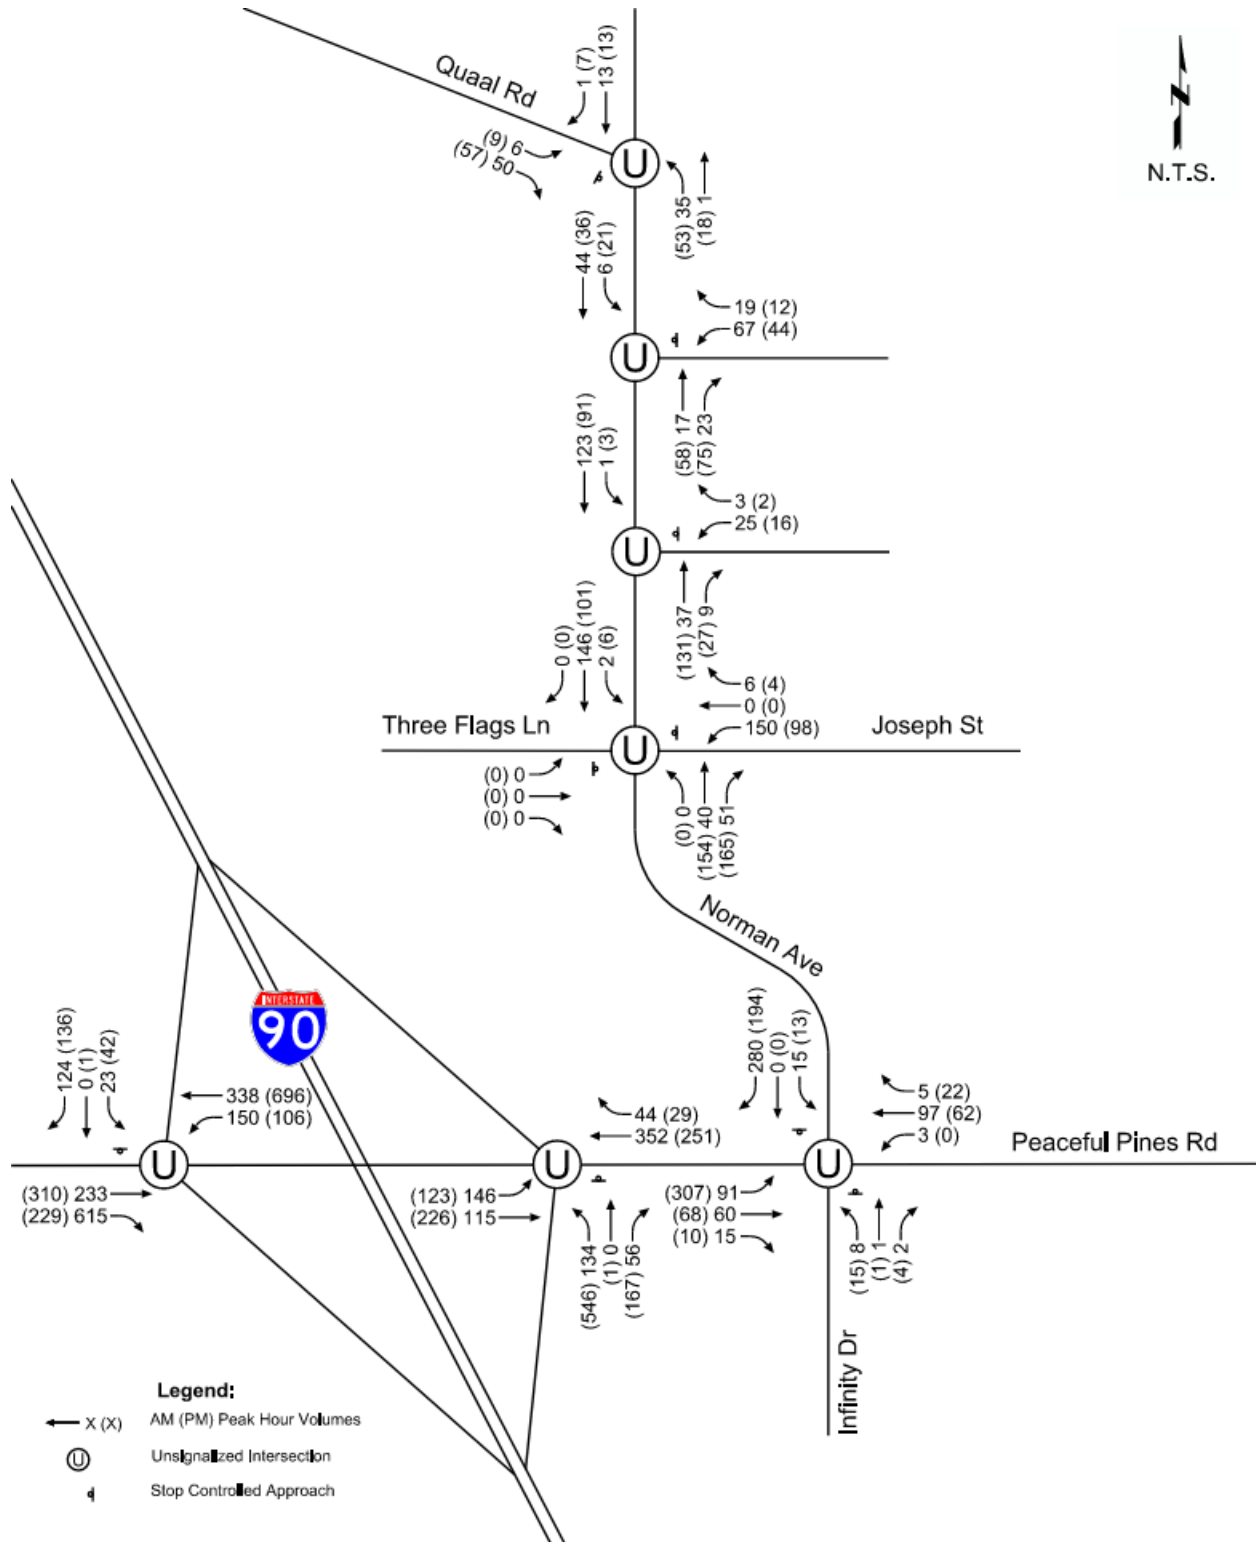 Quaal Rd
1 (7)
13 (13)
(9) 6
(57) 50
U
(53) 35
(18) 1
N
N.T.S.
44 (36)
6 (21)
19 (12)
67 (44)
U
(58) 17
(75) 23
123 (91)
1 (3)
3 (2)
25 (16)
U
(131) 37
(27) 9
0 (0)
146 (101)
2 (6)
6 (4)
0 (0)
150 (98)
Three Flags Ln
Joseph St
U
(0) 0
(0) 0
(0) 0
(0) 0
(154) 40
(165) 51
Norman Ave
INTERSTATE
90
124 (136)
0 (1)
23 (42)
338 (696)
150 (106)
U
(310) 233
(229) 615
44 (29)
352 (251)
U
(123) 146
(226) 115
(546) 134
(1) 0
(167) 56
280 (194)
0 (0)
15 (13)
5 (22)
97 (62)
3 (0)
Peaceful Pines Rd
U
(307) 91
(68) 60
(10) 15
(15) 8
(1) 1
(4) 2
Infinity Dr
Legend:
X (X) AM (PM) Peak Hour Volumes
U Unsignalized Intersection
Stop Controlled Approach